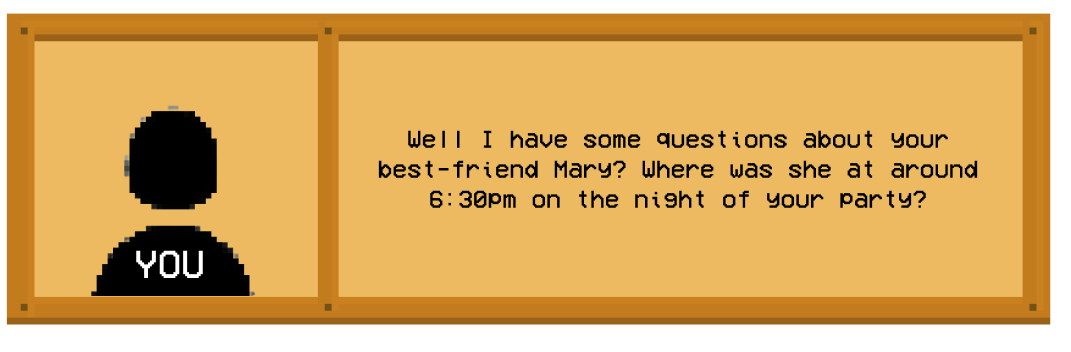 YOU
Well I have some questions about your
best-friend Mary? Where was she at around
6:30pm on the night of your party?